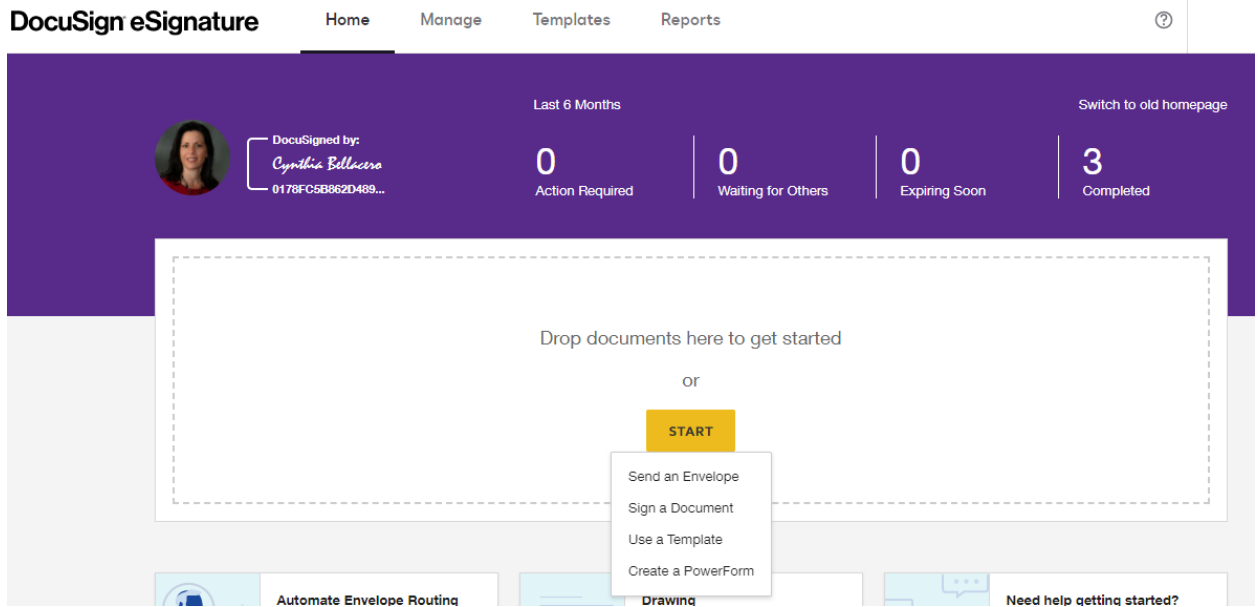 DocuSign eSignature Home Manage Templates Reports ?
Last 6 Months Switch to old homepage
DocuSigned by:
Cynthia Bellacero
0178FC5B862D489...
0 0 0 3
Action Required Waiting for Others Expiring Soon Completed
Drop documents here to get started
or
START
Send an Envelope
Sign a Document
Use a Template
Create a PowerForm
Automate Envelope Routing Drawing Need help getting started?